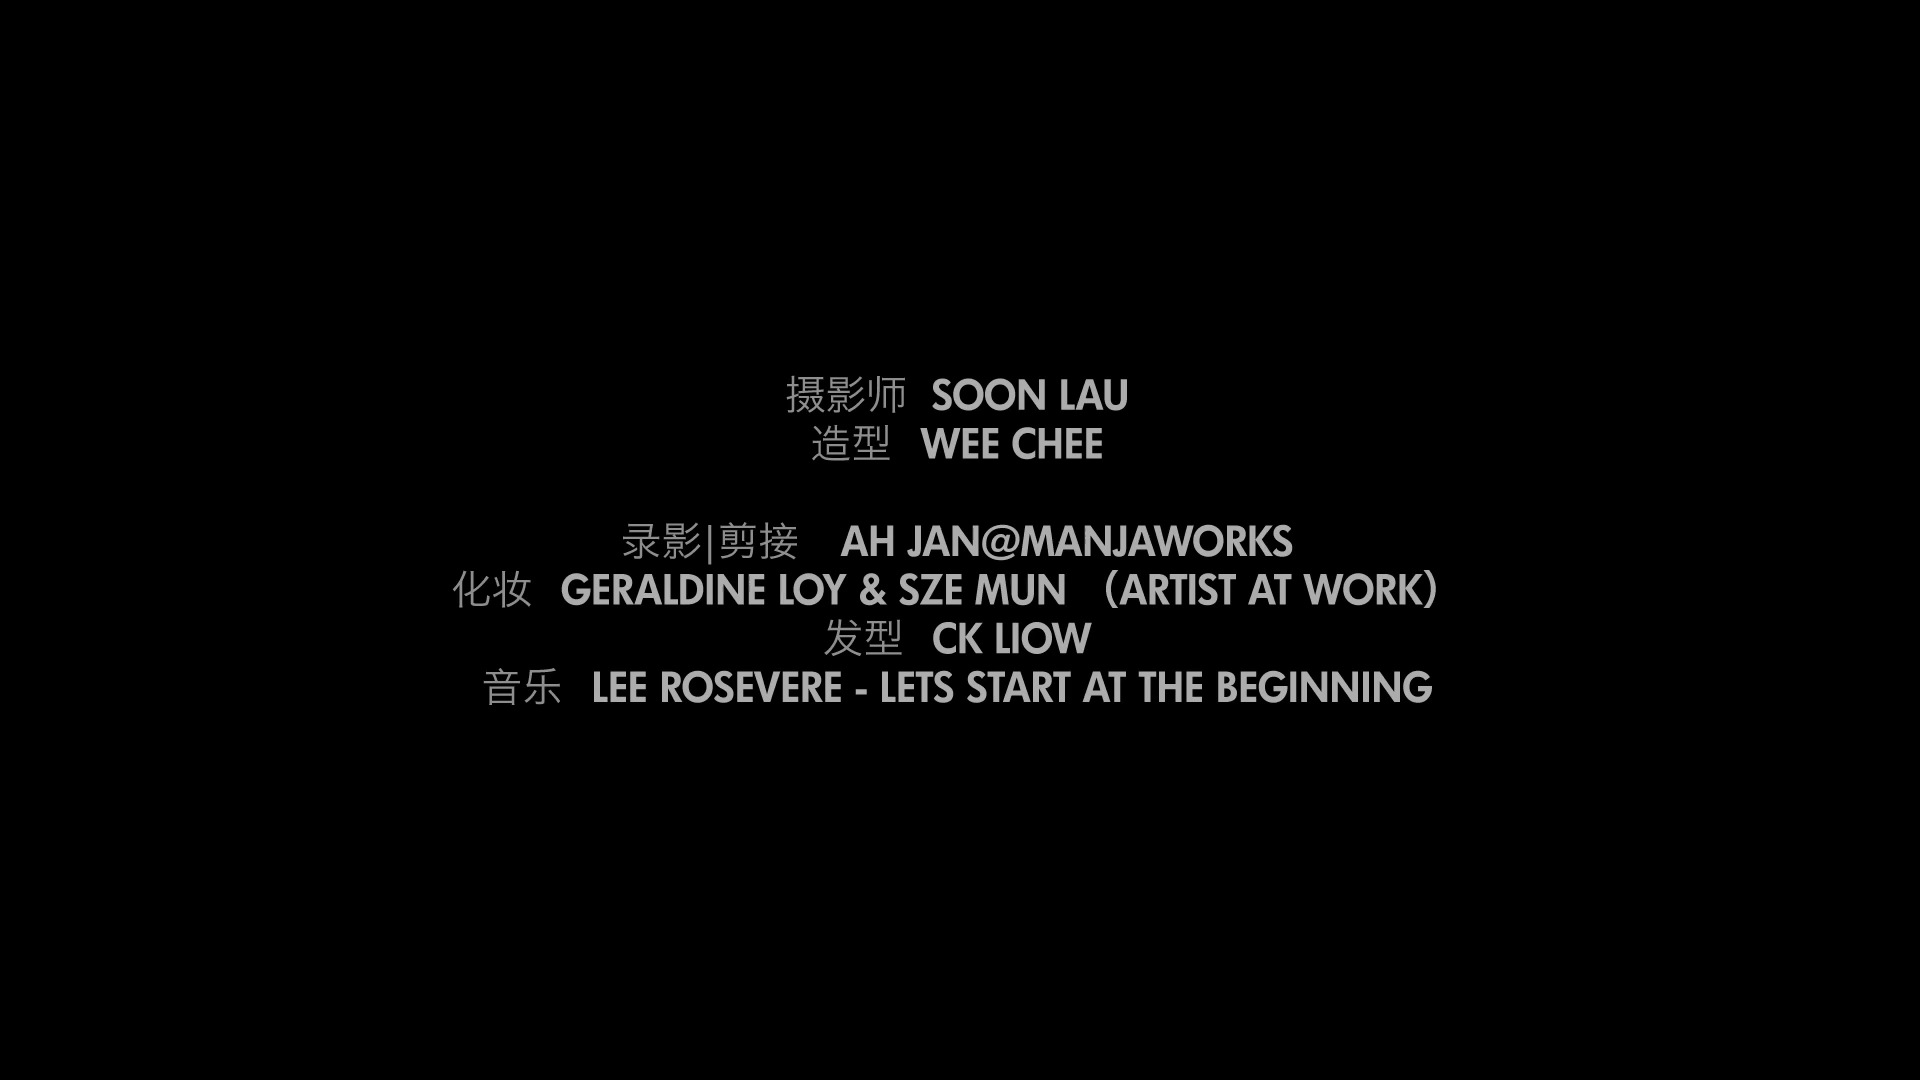 摄影师 SOON LAU
造型 WEE CHEE
录影|剪接 AH JAN@MANJAWORKS
化妆 GERALDINE LOY & SZE MUN （ARTIST AT WORK）
发型 CK LIOW
音乐 LEE ROSEVERE - LETS START AT THE BEGINNING